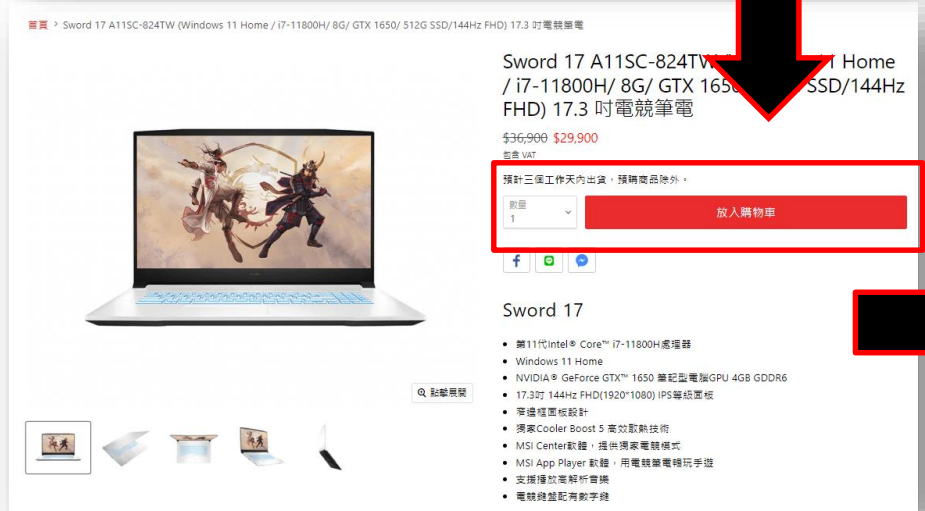 首頁 › Sword 17 A11SC-824TW (Windows 11 Home / i7-11800H/ 8G/ GTX 1650/ 512G SSD/144Hz FHD) 17.3 吋電競筆電
Sword 17 A11SC-824TW 1 Home
/ i7-11800H/ 8G/ GTX 165 SSD/144Hz
FHD) 17.3 吋電競筆電
$36,900 $29,900
包含 VAT
預計三個工作天內出貨，預購商品除外。
數量
1
放入購物車
Sword 17
第11代Intel® Core™ i7-11800H處理器
Windows 11 Home
NVIDIA® GeForce GTX™ 1650 筆記型電腦GPU 4GB GDDR6
17.3吋 144Hz FHD(1920*1080) IPS等級面板
窄邊框面板設計
獨家Cooler Boost 5 高效散熱技術
MSI Center軟體，提供獨家電競模式
MSI App Player 軟體，用電競筆電暢玩手遊
支援播放高解析音樂
電競鍵盤配有數字鍵
點擊展開